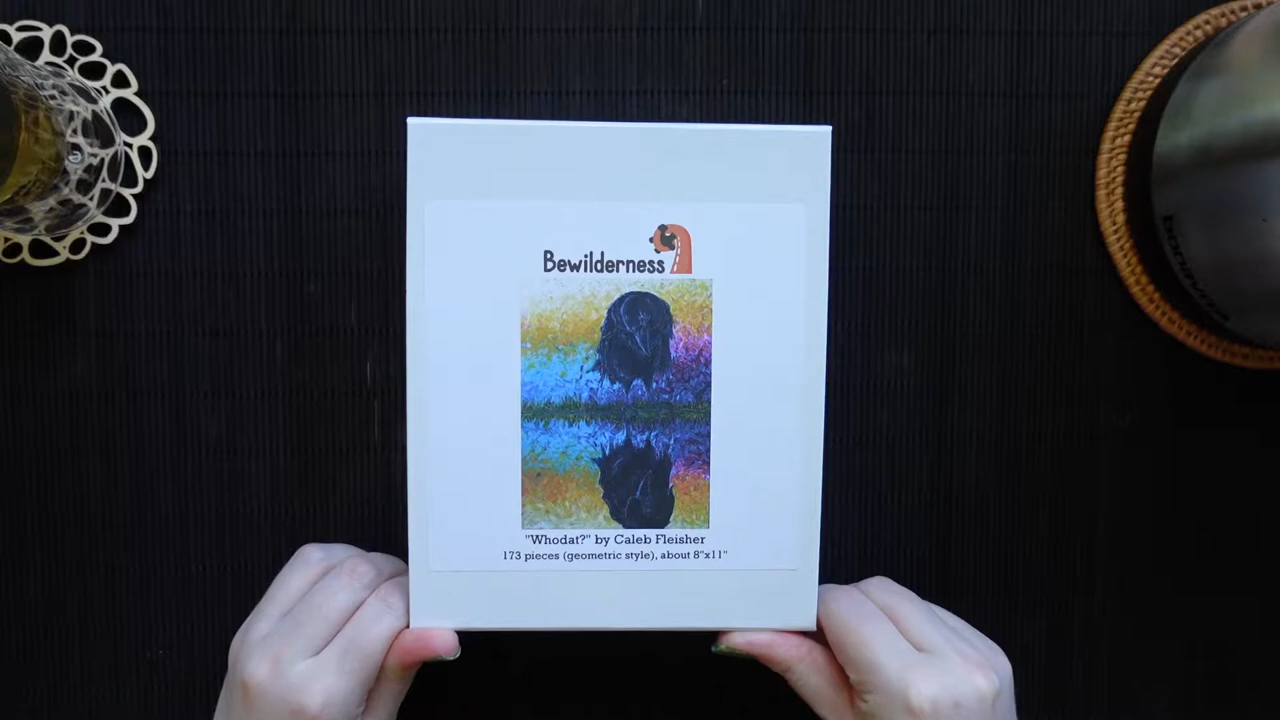 Bewilderness
"Whodat?" by Caleb Fleisher
173 pieces (geometric style), about 8"x11"